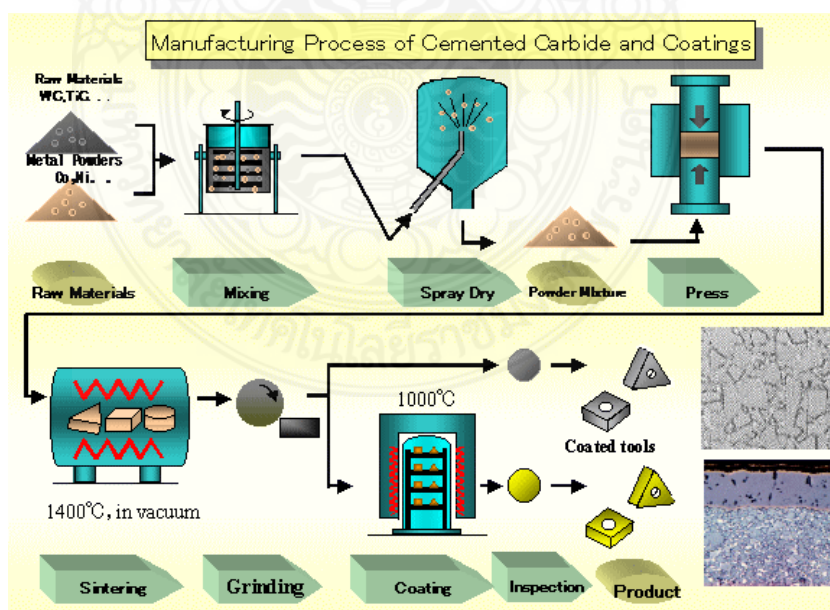 Manufacturing Process of Cemented Carbide and Coatings
Raw Materials
WC,TiC. . .
Metal Powders
Co,Ni. . .
Raw Materials
Mixing
Spray Dry
Powder Mixture
Press
1000°C
Coated tools
1400°C, in vacuum
Sintering
Grinding
Coating
Inspection
Product